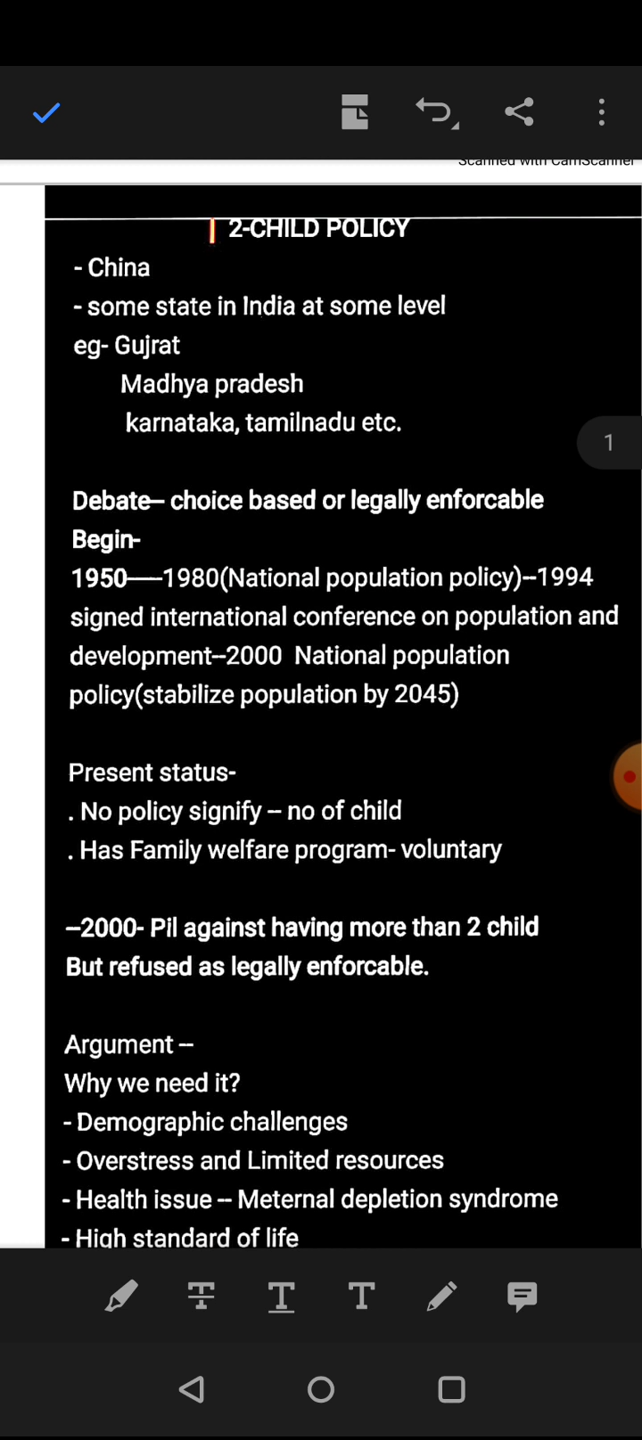 Scanned with CamScanner
2-CHILD POLICY
- China
- some state in India at some level
eg- Gujrat
Madhya pradesh
karnataka, tamilnadu etc.
1
Debate-- choice based or legally enforcable
Begin-
1950----1980(National population policy)--1994
signed international conference on population and
development--2000 National population
policy(stabilize population by 2045)
Present status-
. No policy signify -- no of child
. Has Family welfare program- voluntary
--2000- Pil against having more than 2 child
But refused as legally enforcable.
Argument --
Why we need it?
- Demographic challenges
- Overstress and Limited resources
- Health issue -- Meternal depletion syndrome
- High standard of life